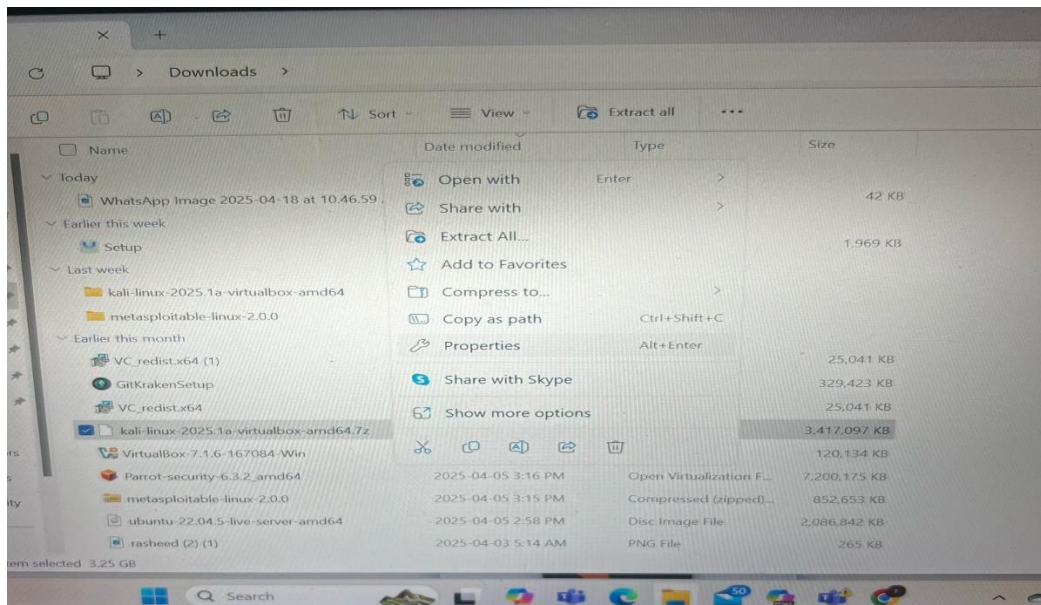 Downloads
Sort
View
Extract all
Name
Date modified
Type
Size
Today
WhatsApp Image 2025-04-18 at 10.46.59
42 KB
Earlier this week
Setup
1,969 KB
Last week
kali-linux-2025.1a-virtualbox-amd64
metasploitable-linux-2.0.0
Earlier this month
VC_redist.x64 (1)
25,041 KB
GitKrakenSetup
329,423 KB
VC_redist.x64
25,041 KB
kali-linux-2025.1a-virtualbox-amd64.7z
3,417,097 KB
VirtualBox-7.1.6-167084-Win
120,134 KB
Parrot-security-6.3.2_amd64
2025-04-05 3:16 PM
Open Virtualization F...
7,200,175 KB
metasploitable-linux-2.0.0
2025-04-05 3:15 PM
Compressed (zipped)...
852,653 KB
ubuntu-22.04.5-live-server-amd64
2025-04-05 2:58 PM
Disc Image File
2,086,842 KB
rasheed (2) (1)
2025-04-03 5:14 AM
PNG File
265 KB
Open with
Enter
Share with
Extract All...
Add to Favorites
Compress to...
Copy as path
Ctrl+Shift+C
Properties
Alt+Enter
Share with Skype
Show more options
selected 3.25 GB
Search
50